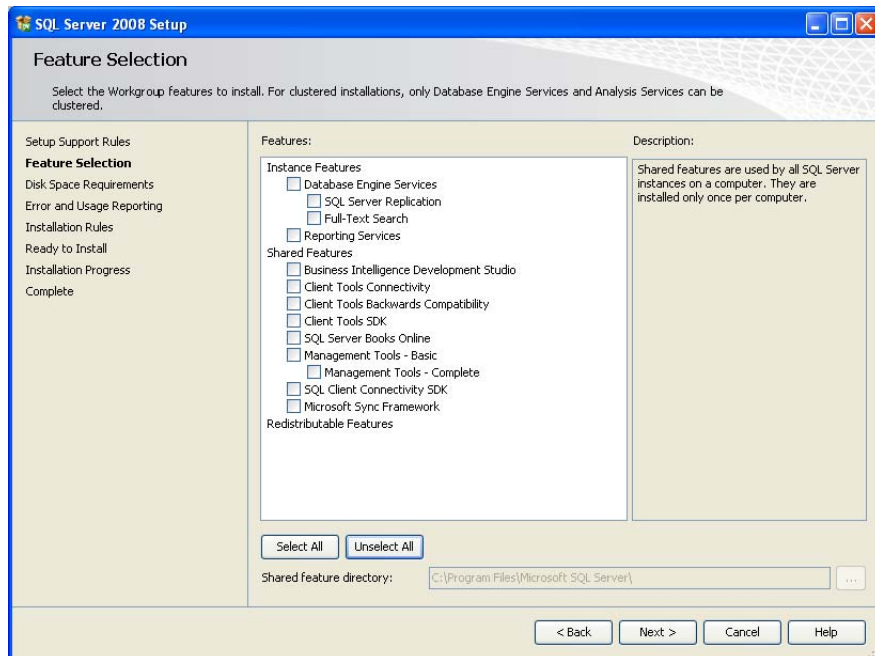 SQL Server 2008 Setup
Feature Selection
Select the Workgroup features to install. For clustered installations, only Database Engine Services and Analysis Services can be
clustered.
Setup Support Rules
Feature Selection
Disk Space Requirements
Error and Usage Reporting
Installation Rules
Ready to Install
Installation Progress
Complete
Features:
Instance Features
Database Engine Services
SQL Server Replication
Full-Text Search
Reporting Services
Shared Features
Business Intelligence Development Studio
Client Tools Connectivity
Client Tools Backwards Compatibility
Client Tools SDK
SQL Server Books Online
Management Tools - Basic
Management Tools - Complete
SQL Client Connectivity SDK
Microsoft Sync Framework
Redistributable Features
Description:
Shared features are used by all SQL Server
instances on a computer. They are
installed only once per computer.
Select All
Unselect All
Shared feature directory:
C:\Program Files\Microsoft SQL Server\
...
< Back
Next >
Cancel
Help